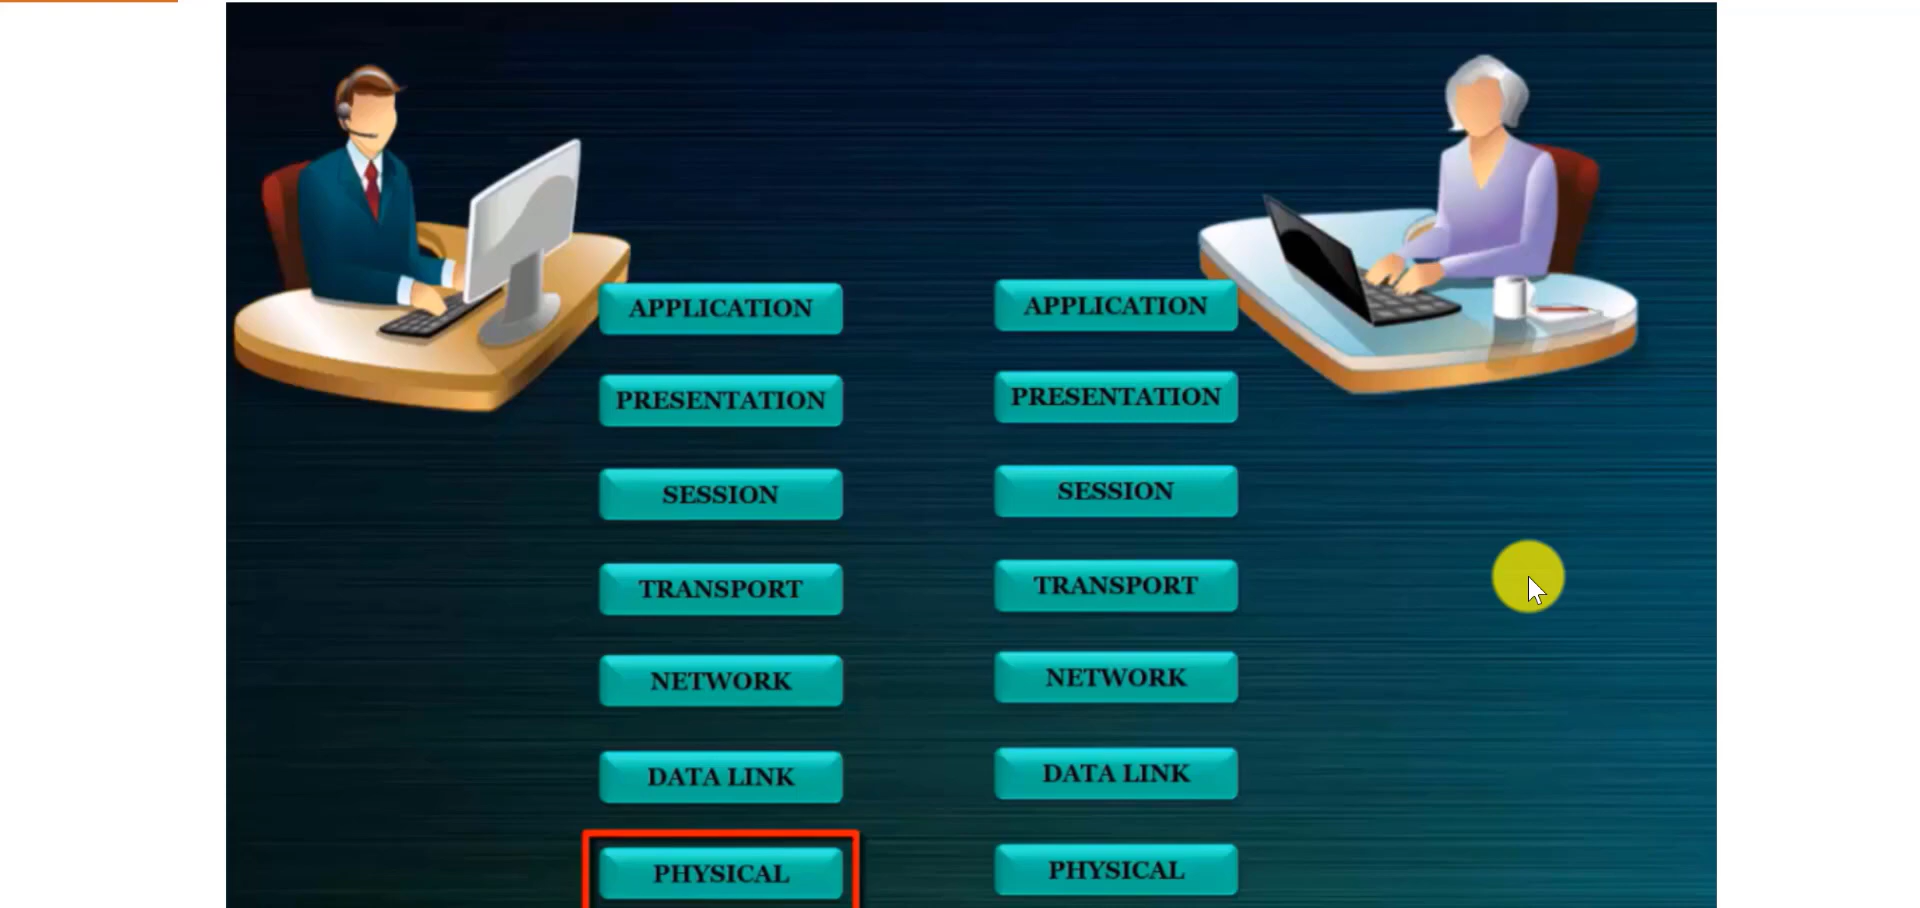 APPLICATION
PRESENTATION
SESSION
TRANSPORT
NETWORK
DATA LINK
PHYSICAL
APPLICATION
PRESENTATION
SESSION
TRANSPORT
NETWORK
DATA LINK
PHYSICAL